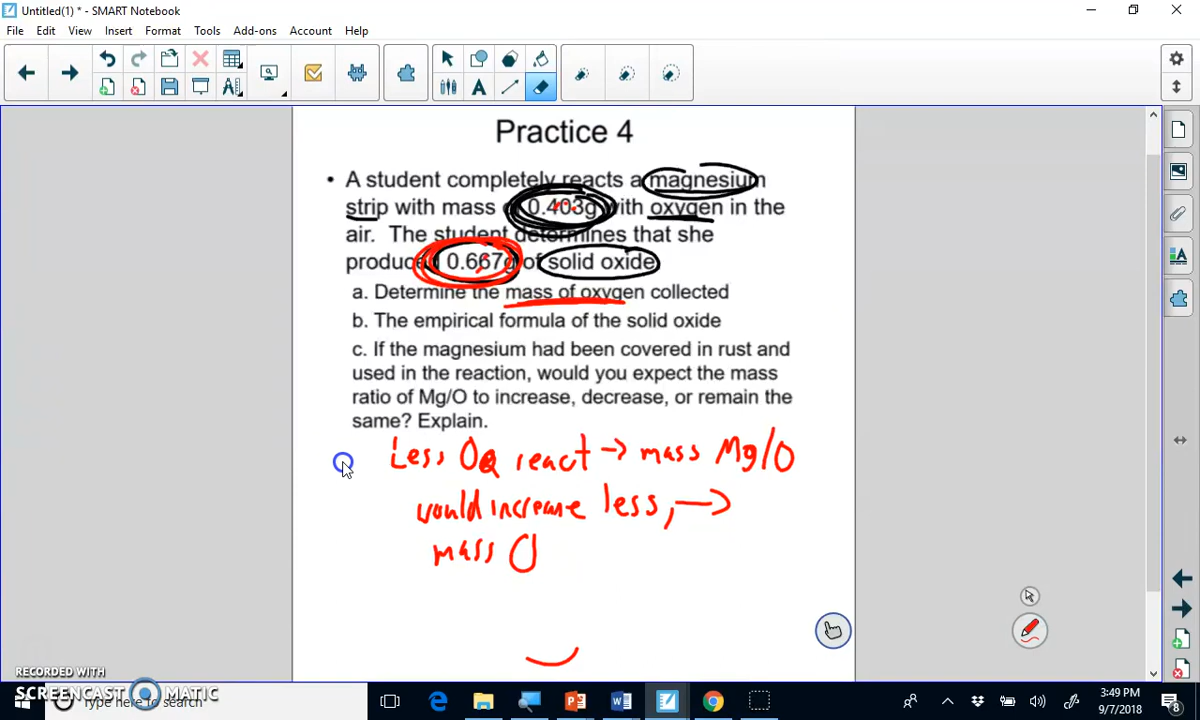 Untitled(1) * - SMART Notebook
File Edit View Insert Format Tools Add-ons Account Help
Practice 4
• A student completely reacts a magnesium
strip with mass 0.403g with oxygen in the
air. The student determines that she
produced 0.667g of solid oxide
a. Determine the mass of oxygen collected
b. The empirical formula of the solid oxide
c. If the magnesium had been covered in rust and
used in the reaction, would you expect the mass
ratio of Mg/O to increase, decrease, or remain the
same? Explain.
Less O2 react → mass Mg/O
would increase less, →
mass O
RECORDED WITH
SCREENCAST MATIC
Type here to search
3:49 PM
9/7/2018
8